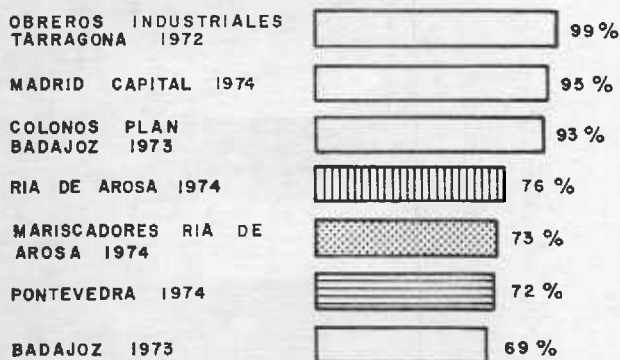 OBREROS INDUSTRIALES
TARRAGONA 1972
99 %
MADRID CAPITAL 1974
95 %
COLONOS PLAN
BADAJOZ 1973
93 %
RIA DE AROSA 1974
76 %
MARISCADORES RIA DE
AROSA 1974
73 %
PONTEVEDRA 1974
72 %
BADAJOZ 1973
69 %